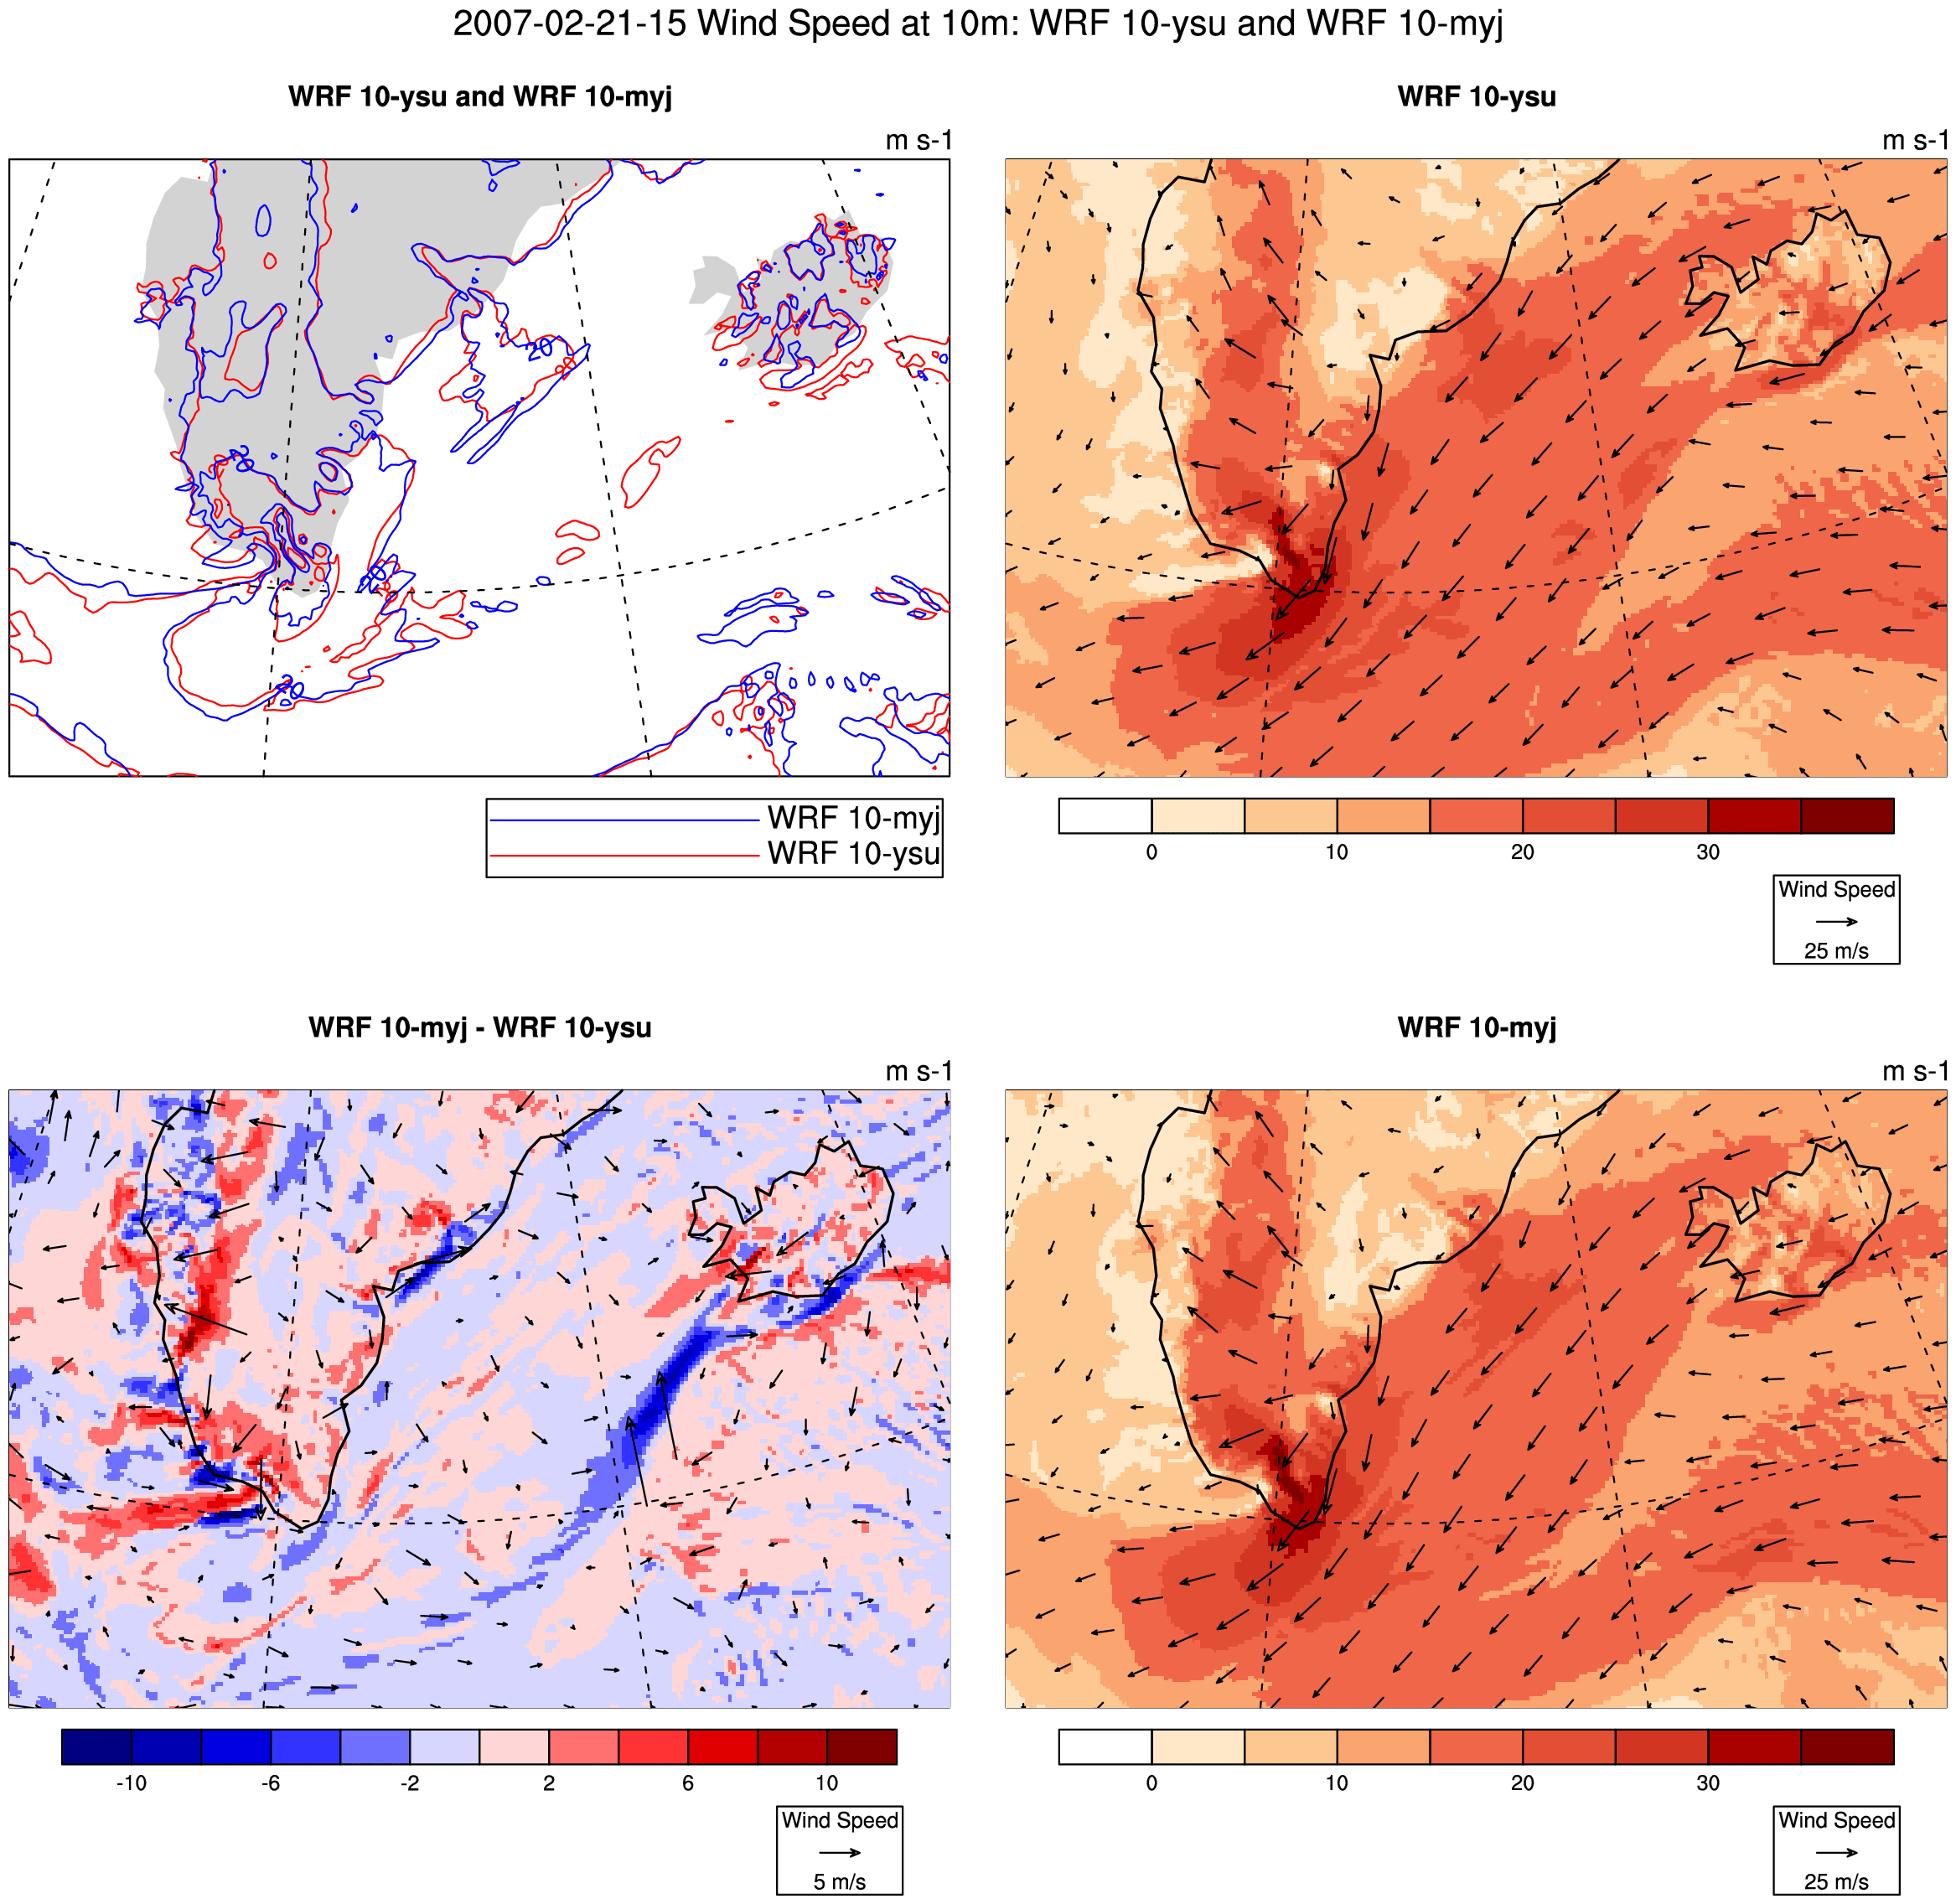 2007-02-21-15 Wind Speed at 10m: WRF 10-ysu and WRF 10-myj
WRF 10-ysu and WRF 10-myj
m s-1
20
20
20
WRF 10-myj
WRF 10-ysu
WRF 10-ysu
m s-1
0 10 20 30
Wind Speed
25 m/s
WRF 10-myj - WRF 10-ysu
m s-1
-10 -6 -2 2 6 10
Wind Speed
5 m/s
WRF 10-myj
m s-1
0 10 20 30
Wind Speed
25 m/s